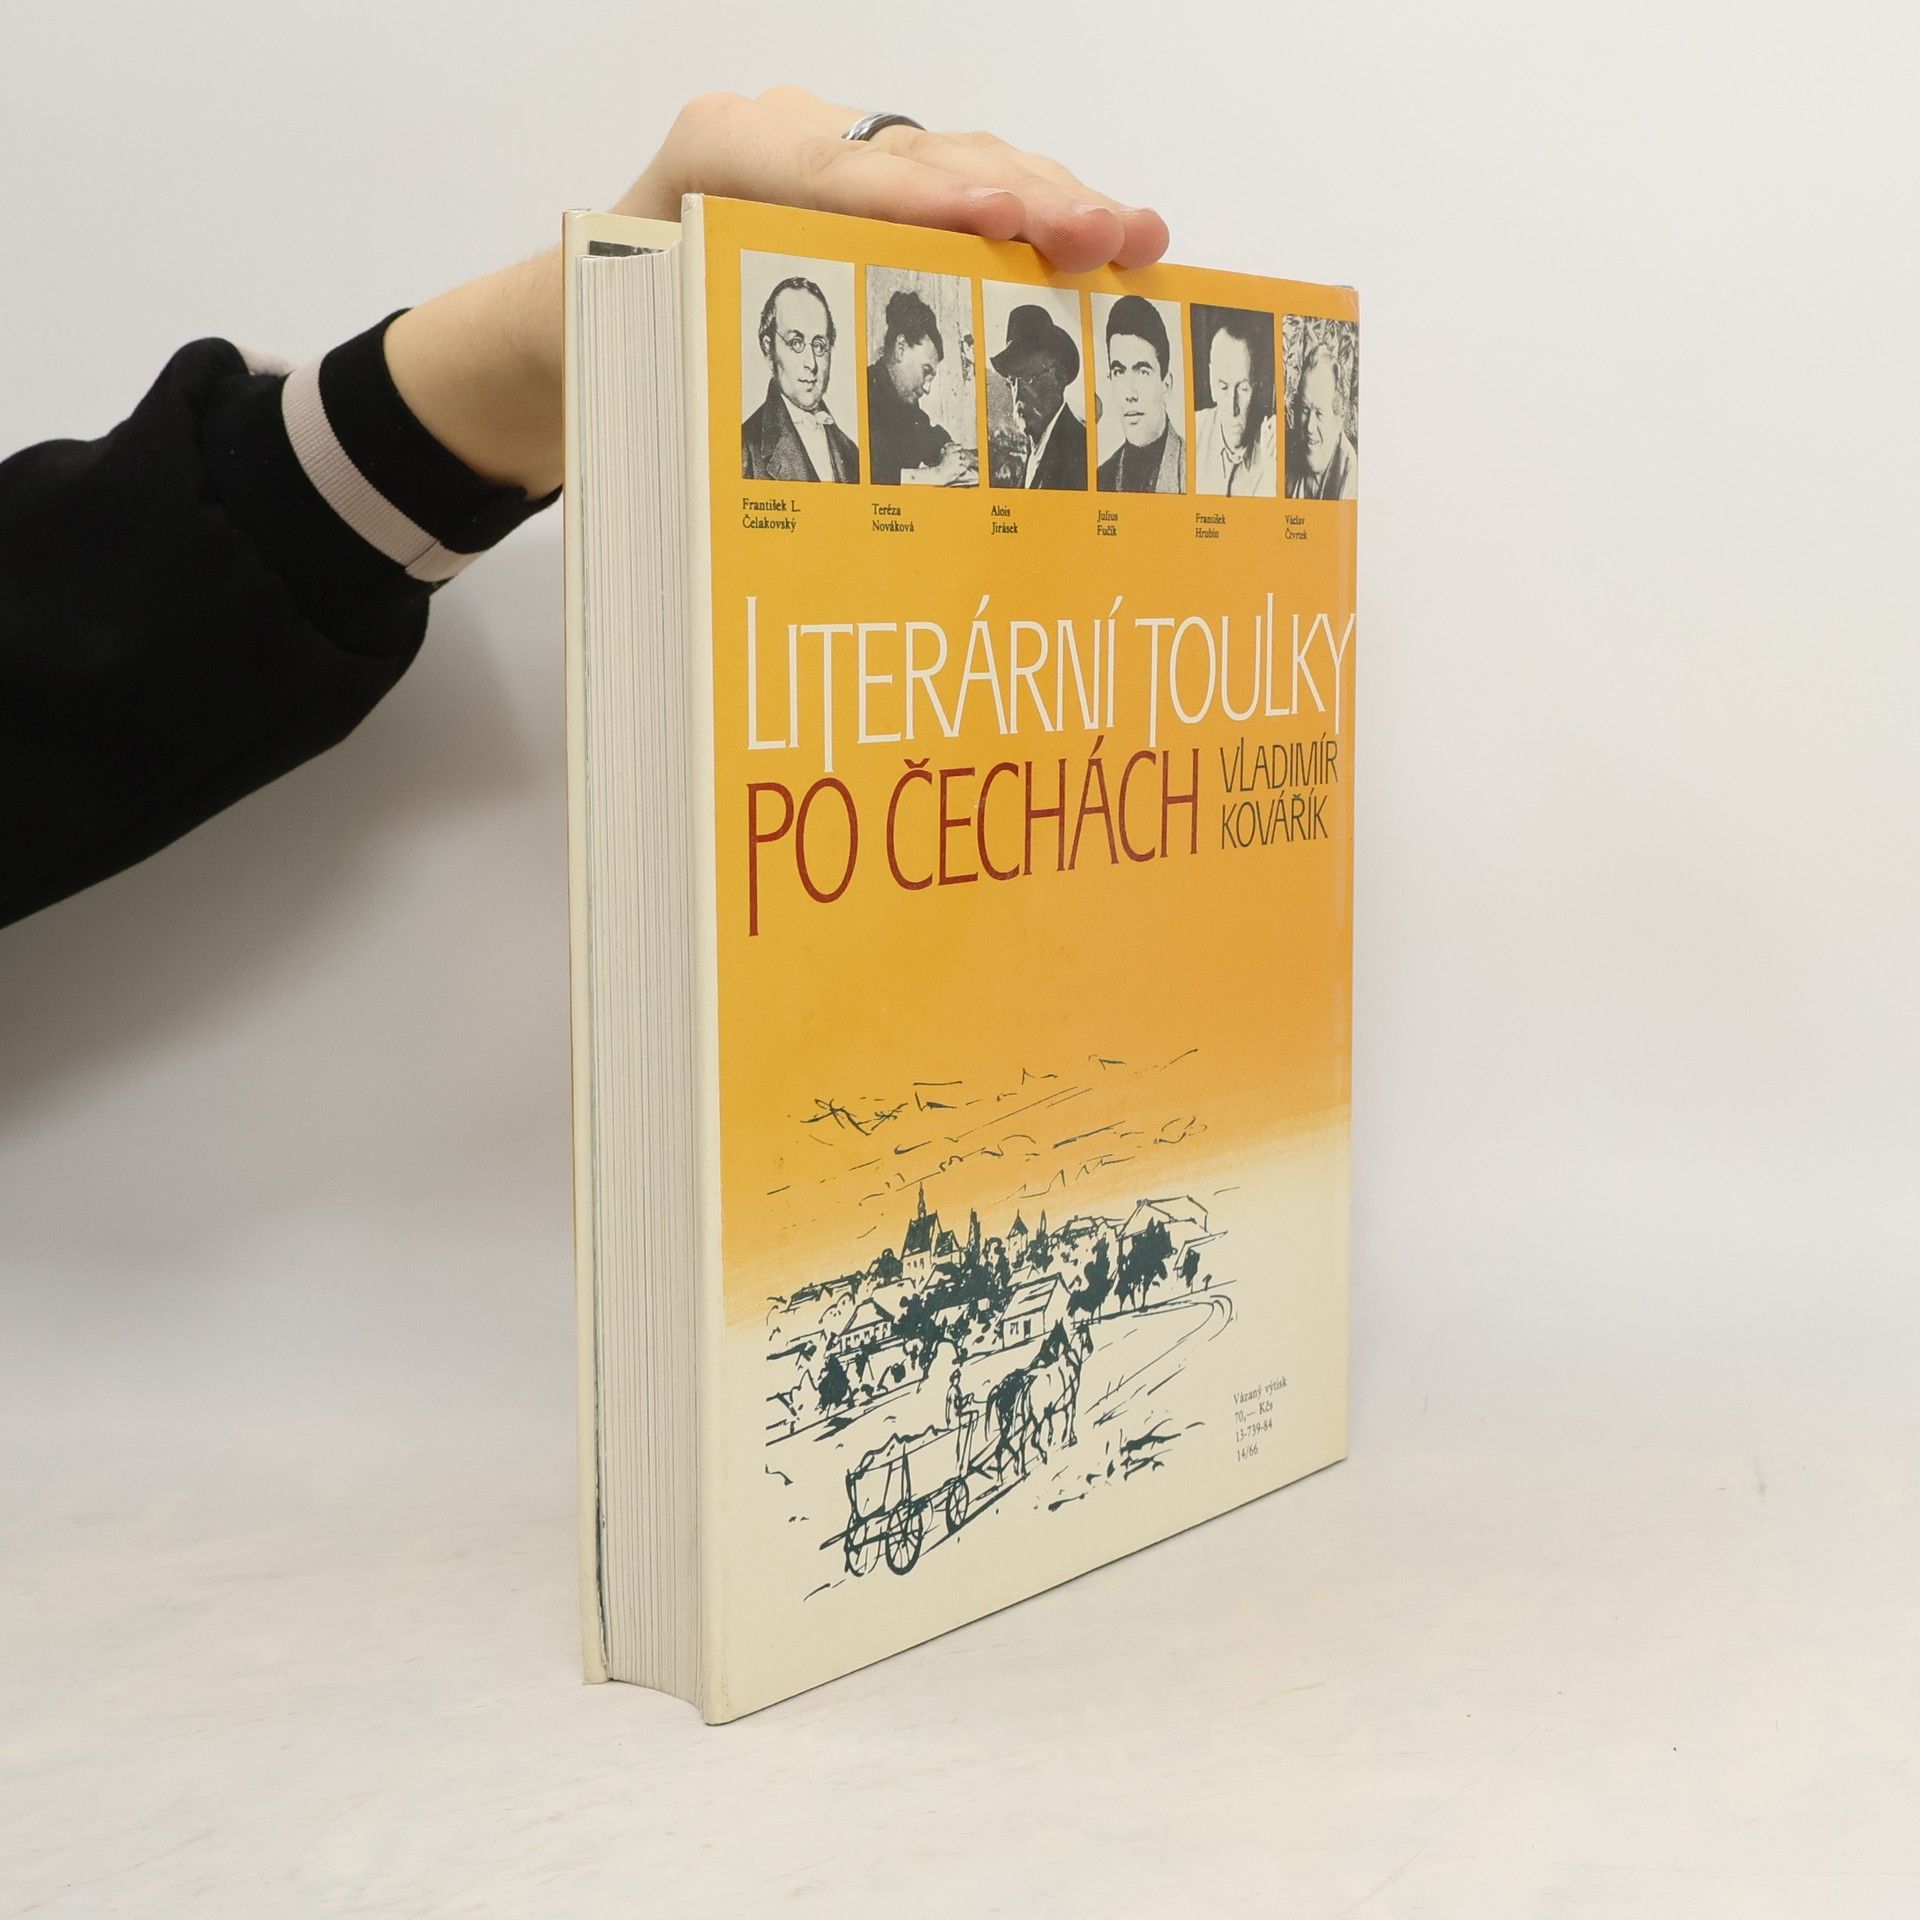 František L.
Čelakovský
Teréza
Nováková
Alois
Jirásek
Julius
Fučík
František
Hrubín
Václav
Čtvrtek
LITERÁRNÍ TOULKY
PO ČECHÁCH
VLADIMÍR
KOVÁŘÍK
Vázaný výtisk
70,— Kčs
13-739-84
14/66